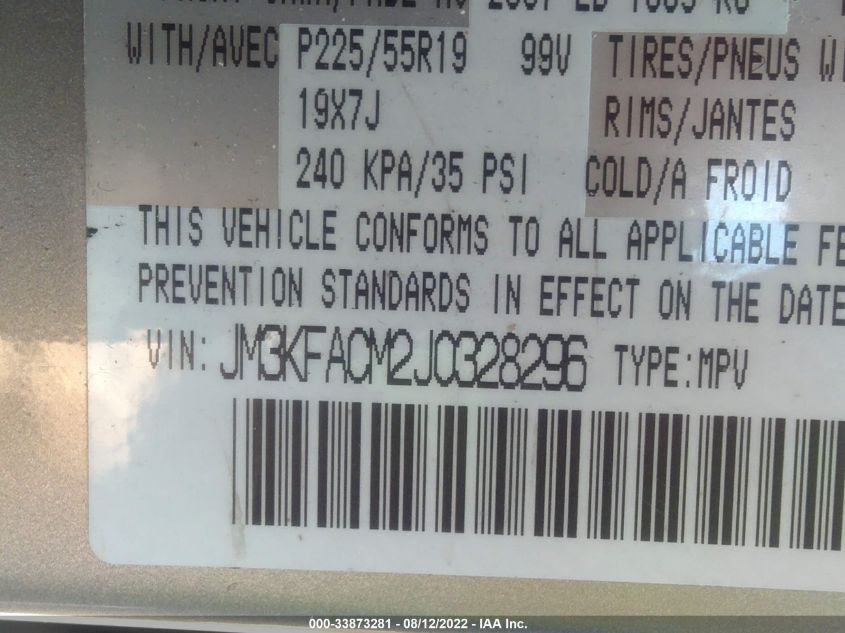 WITH/AVEC P225/55R19 99V TIRES/PNEUS
19X7J RIMS/JANTES
240 KPA/35 PSI COLD/A FROID
THIS VEHICLE CONFORMS TO ALL APPLICABLE FE
PREVENTION STANDARDS IN EFFECT ON THE DATE
VIN: JM3KFACM2J0328296 TYPE:MPV
000-33873281 - 08/12/2022 - IAA Inc.